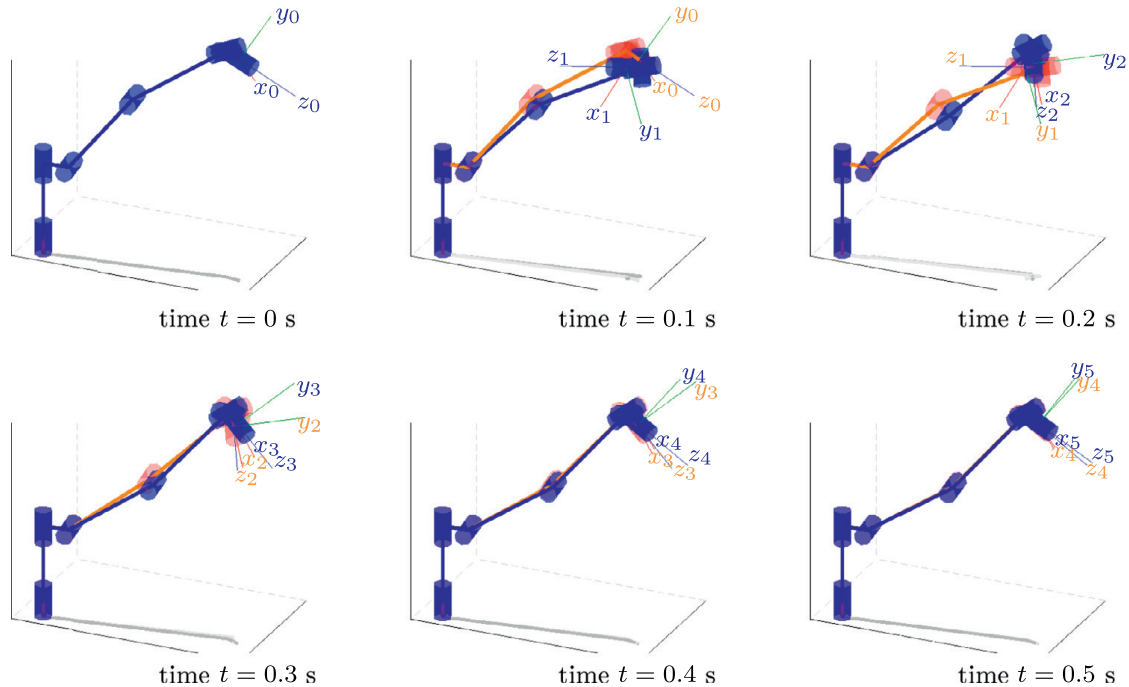 y₀
x₀
z₀
time t = 0 s
z₁
x₀
z₀
x₁
y₁
time t = 0.1 s
z₁
y₂
x₂
x₁
z₂
y₁
time t = 0.2 s
y₃
y₂
x₃
x₂
z₃
z₂
time t = 0.3 s
y₄
y₃
x₄
x₃
z₄
z₃
time t = 0.4 s
y₅
y₄
x₅
x₄
z₅
z₄
time t = 0.5 s